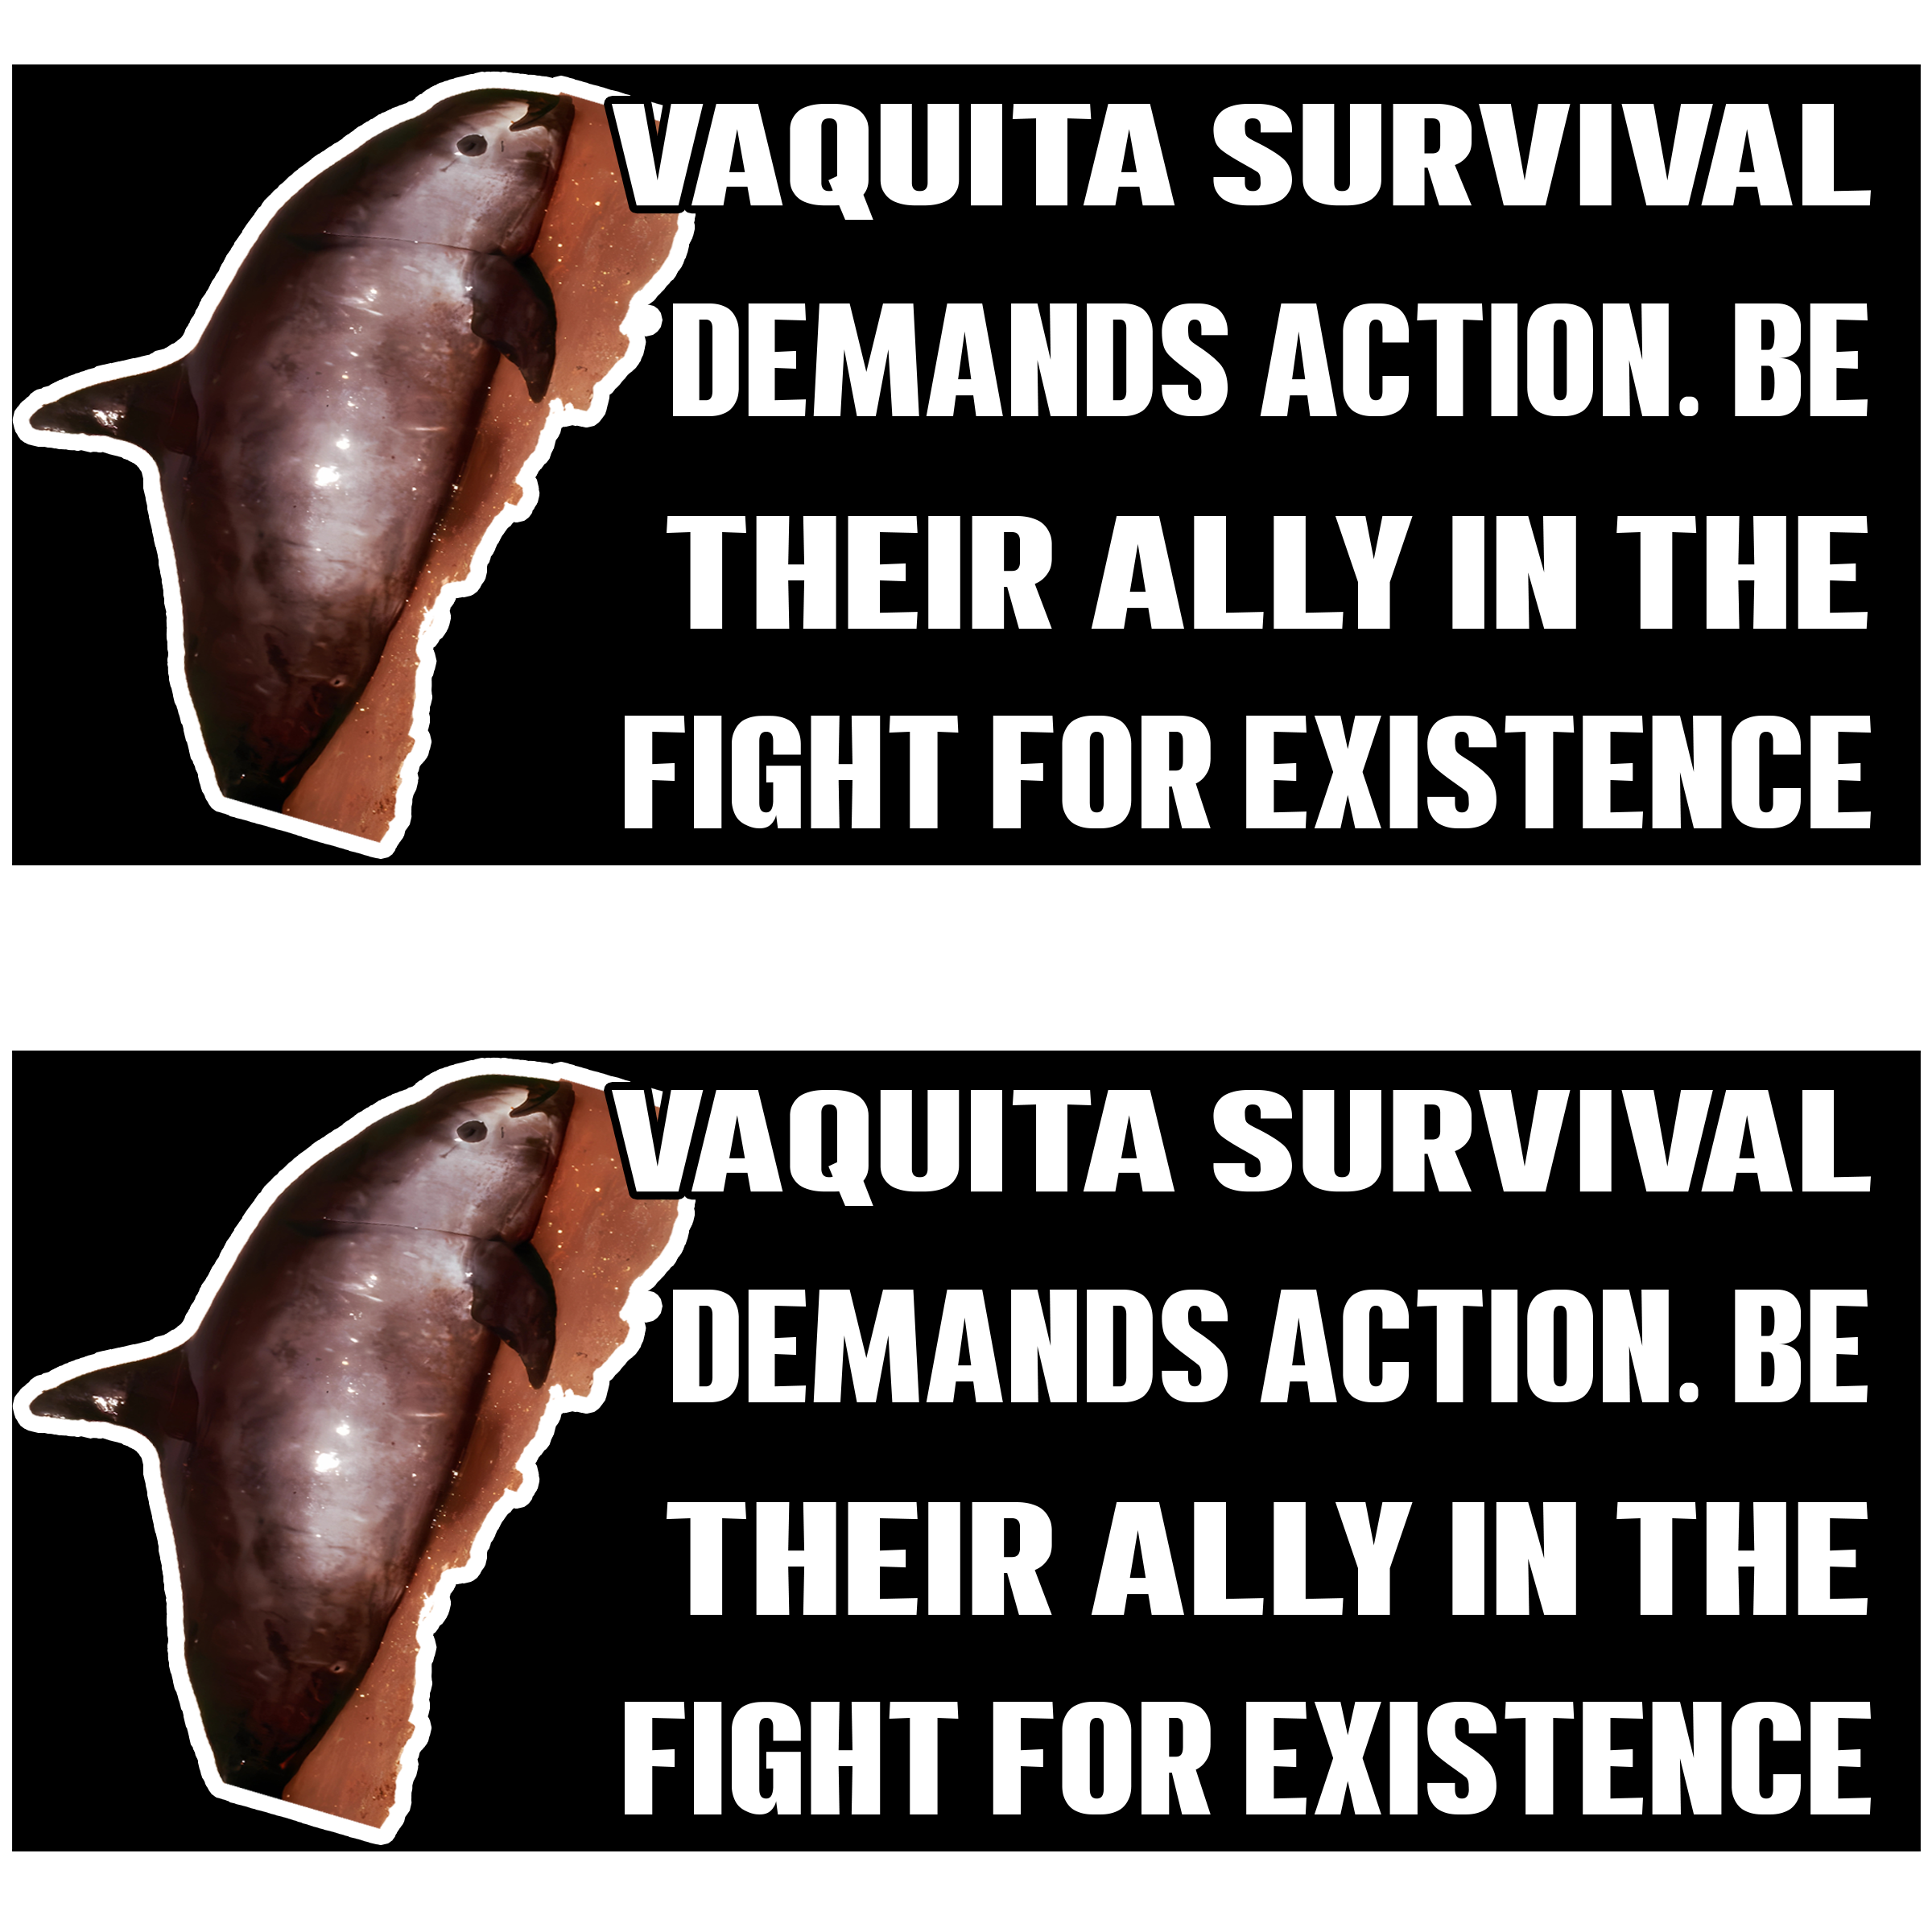 VAQUITA SURVIVAL
DEMANDS ACTION. BE
THEIR ALLY IN THE
FIGHT FOR EXISTENCE
VAQUITA SURVIVAL
DEMANDS ACTION. BE
THEIR ALLY IN THE
FIGHT FOR EXISTENCE